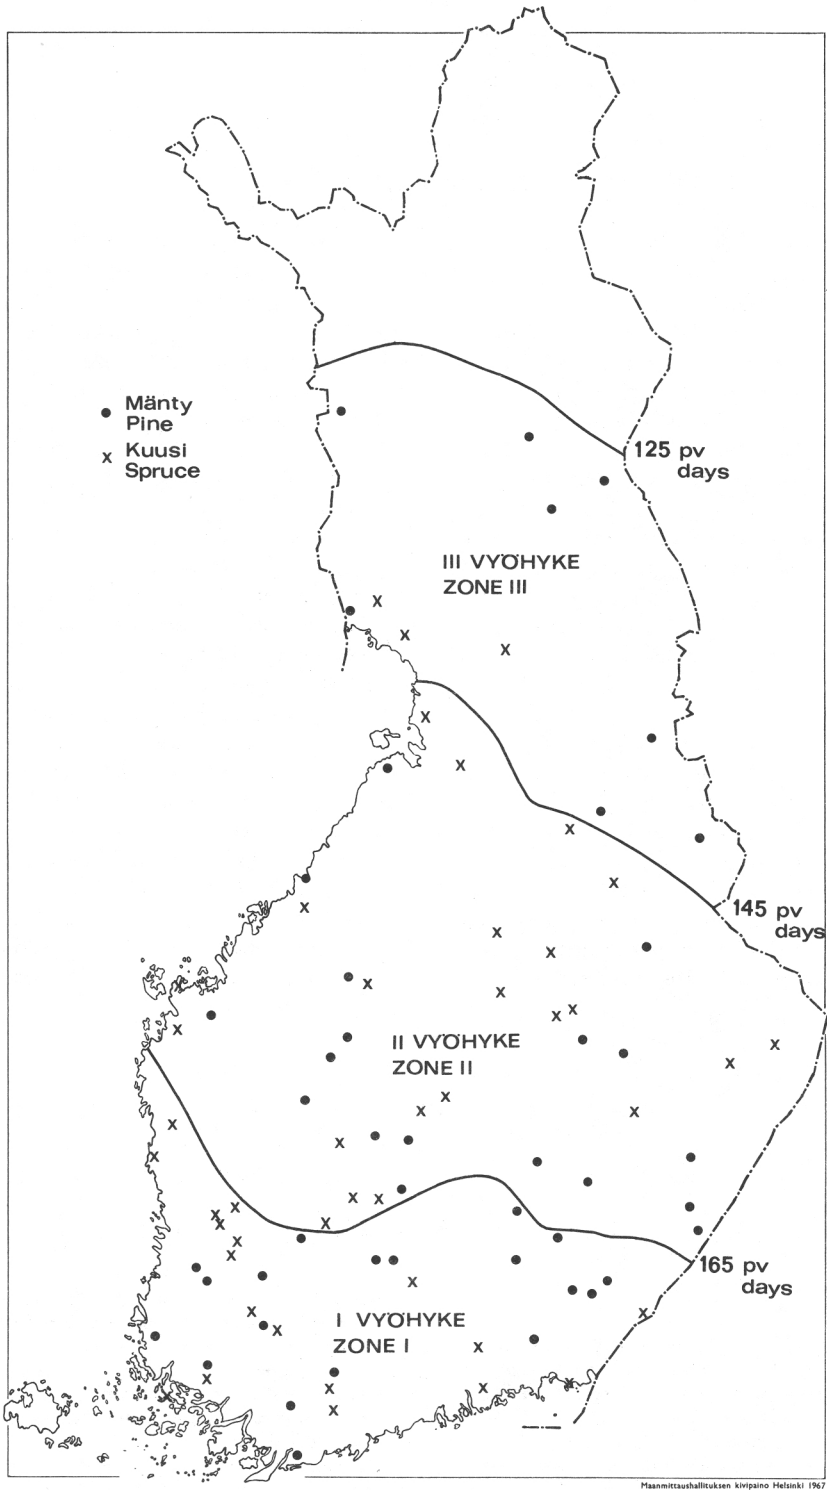 ● Mänty
Pine
x Kuusi
Spruce
125 pv
days
III VYÖHYKE
ZONE III
145 pv
days
II VYÖHYKE
ZONE II
165 pv
days
I VYÖHYKE
ZONE I
Maanmittaushallituksen kivipaino Helsinki 1967